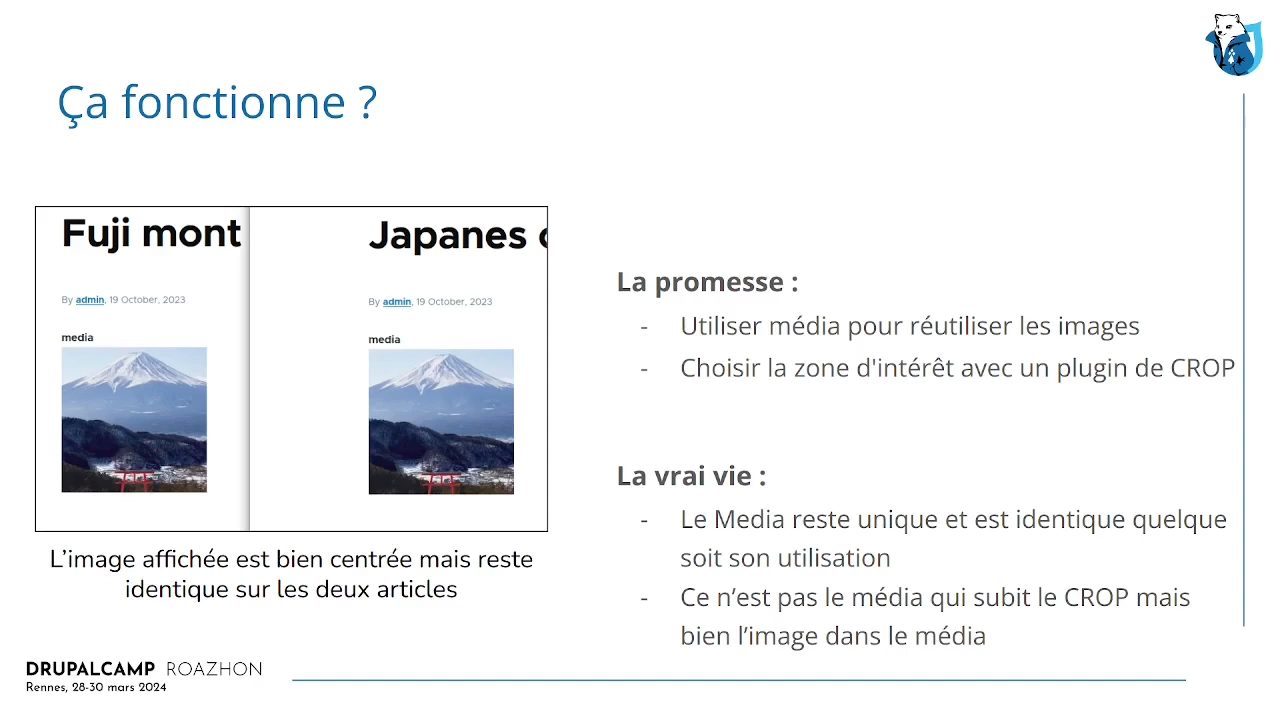 Ça fonctionne ?
Fuji mont
By admin, 19 October, 2023
media
Japanes
By admin, 19 October, 2023
media
L’image affichée est bien centrée mais reste
identique sur les deux articles
La promesse :
- Utiliser média pour réutiliser les images
- Choisir la zone d'intérêt avec un plugin de CROP
La vrai vie :
- Le Media reste unique et est identique quelque
soit son utilisation
- Ce n’est pas le média qui subit le CROP mais
bien l’image dans le média
DRUPALCAMP ROAZHON
Rennes, 28-30 mars 2024